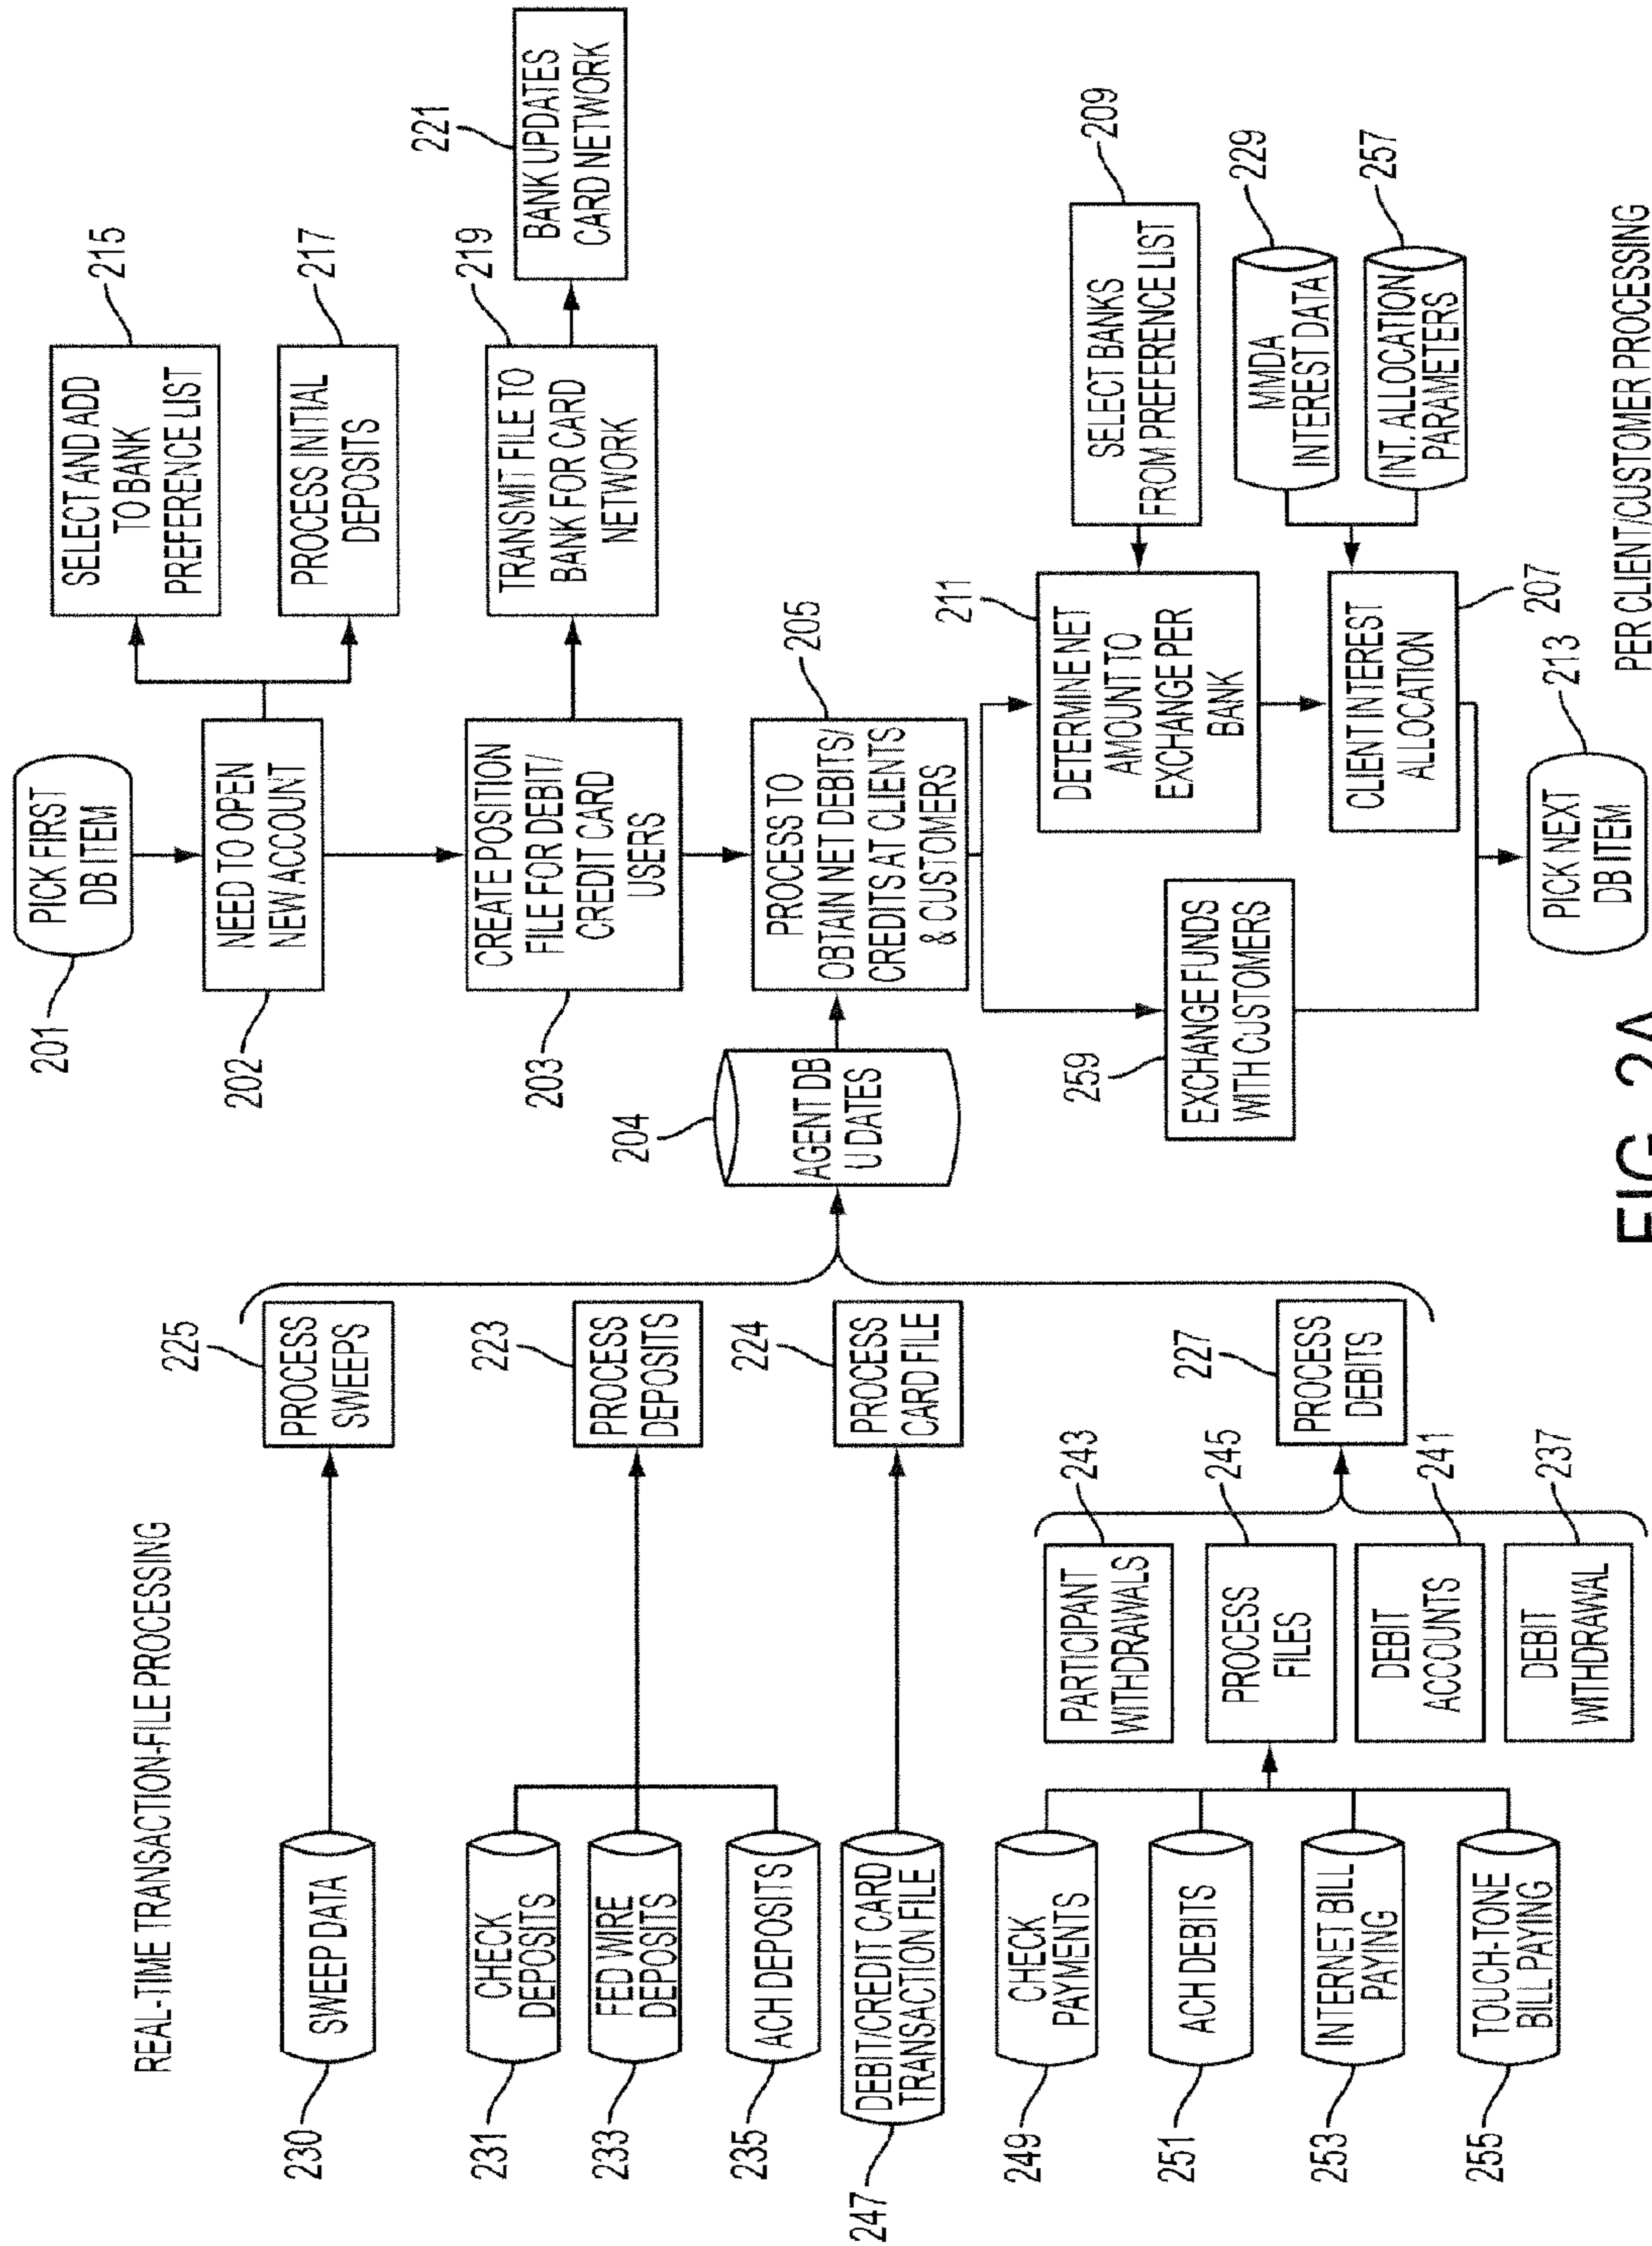 REAL-TIME TRANSACTION-FILE PROCESSING
230
SWEEP DATA
225
PROCESS
SWEEPS
231
CHECK
DEPOSITS
233
FED WIRE
DEPOSITS
235
ACH DEPOSITS
223
PROCESS
DEPOSITS
247
DEBIT/CREDIT CARD
TRANSACTION FILE
224
PROCESS
CARD FILE
249
CHECK
PAYMENTS
251
ACH DEBITS
253
INTERNET BILL
PAYING
255
TOUCH-TONE
BILL PAYING
243
PARTICIPANT
WITHDRAWALS
245
PROCESS
FILES
241
DEBIT
ACCOUNTS
237
DEBIT
WITHDRAWAL
227
PROCESS
DEBITS
204
AGENT DB
U DATES
201
PICK FIRST
DB ITEM
202
NEED TO OPEN
NEW ACCOUNT
215
SELECT AND ADD
TO BANK
PREFERENCE LIST
217
PROCESS INITIAL
DEPOSITS
203
CREATE POSITION
FILE FOR DEBIT/
CREDIT CARD
USERS
219
TRANSMIT FILE TO
BANK FOR CARD
NETWORK
221
BANK UPDATES
CARD NETWORK
205
PROCESS TO
OBTAIN NET DEBITS/
CREDITS AT CLIENTS
& CUSTOMERS
259
EXCHANGE FUNDS
WITH CUSTOMERS
211
DETERMINE NET
AMOUNT TO
EXCHANGE PER
BANK
209
SELECT BANKS
FROM PREFERENCE LIST
207
CLIENT INTEREST
ALLOCATION
229
MMDA
INTEREST DATA
257
INT. ALLOCATION
PARAMETERS
213
PICK NEXT
DB ITEM
PER CLIENT/CUSTOMER PROCESSING
FIG. 2A